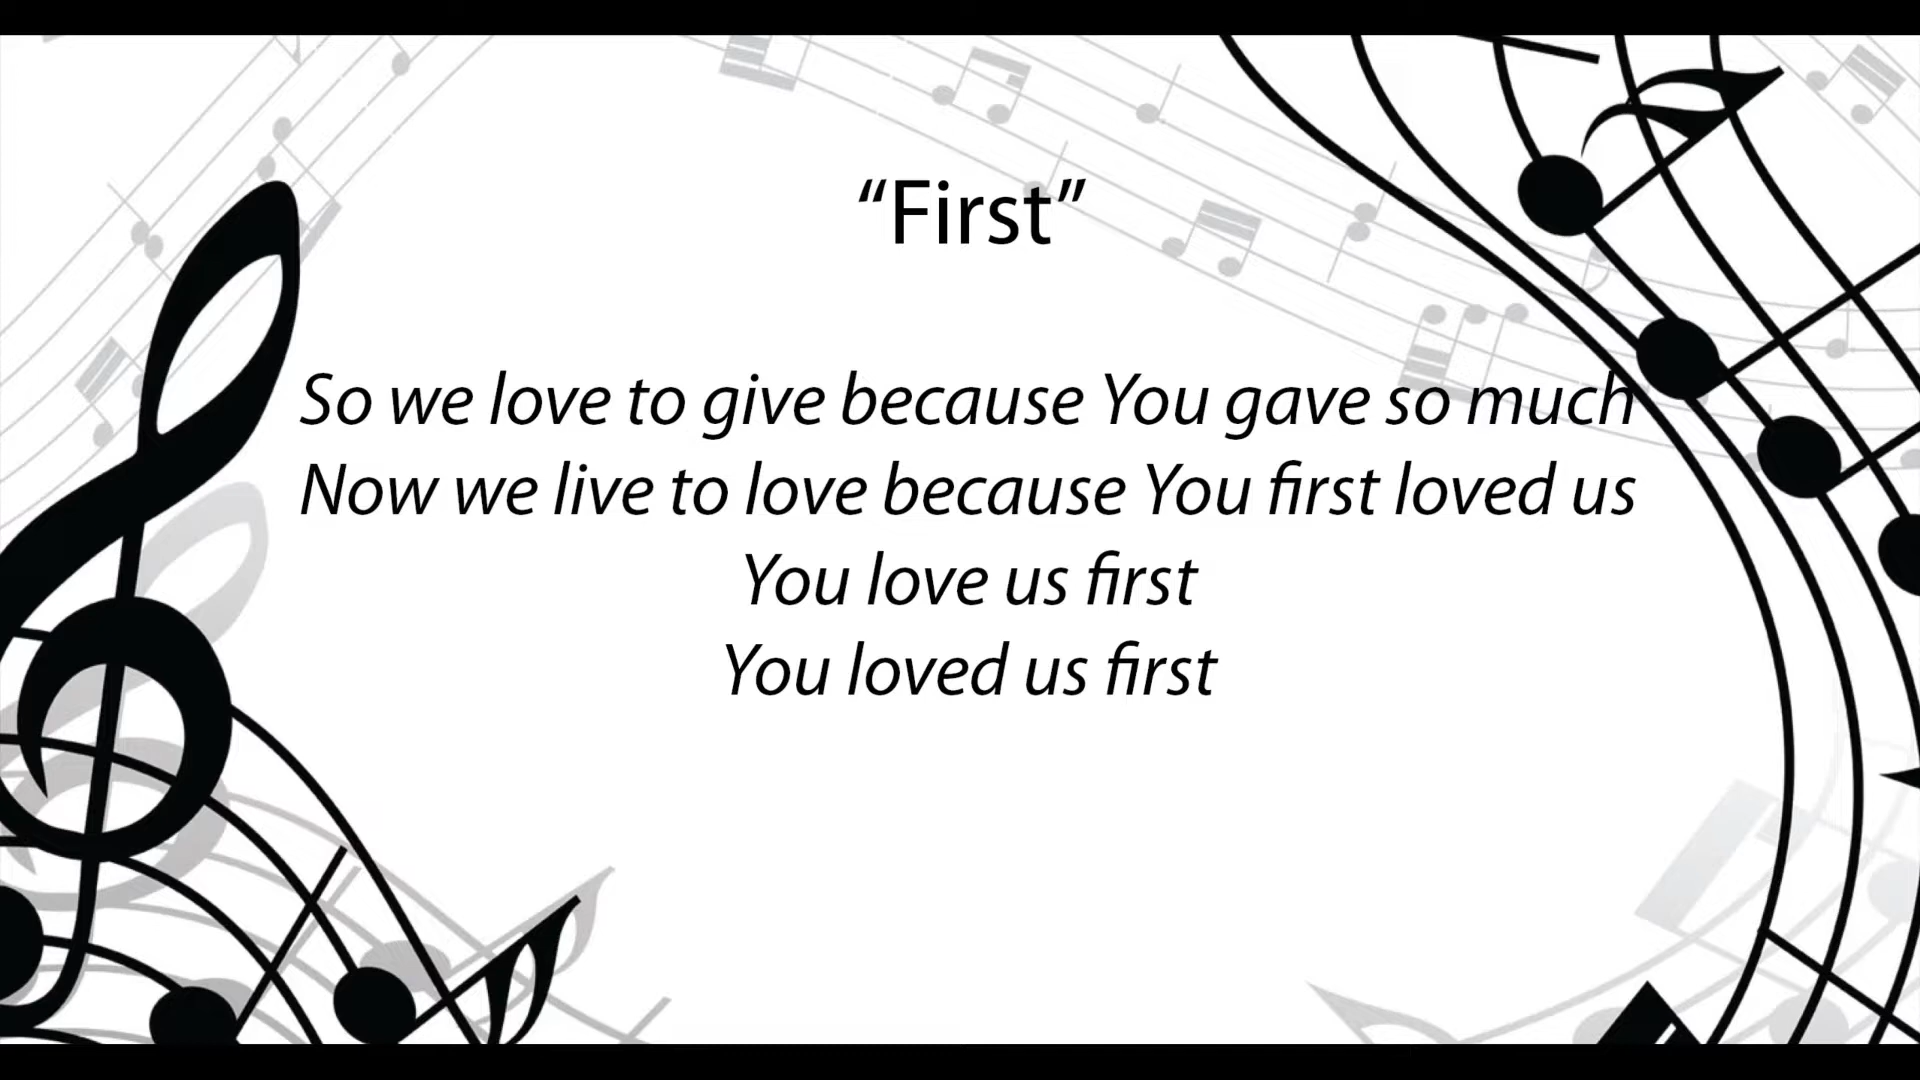 “First”
So we love to give because You gave so much
Now we live to love because You first loved us
You love us first
You loved us first